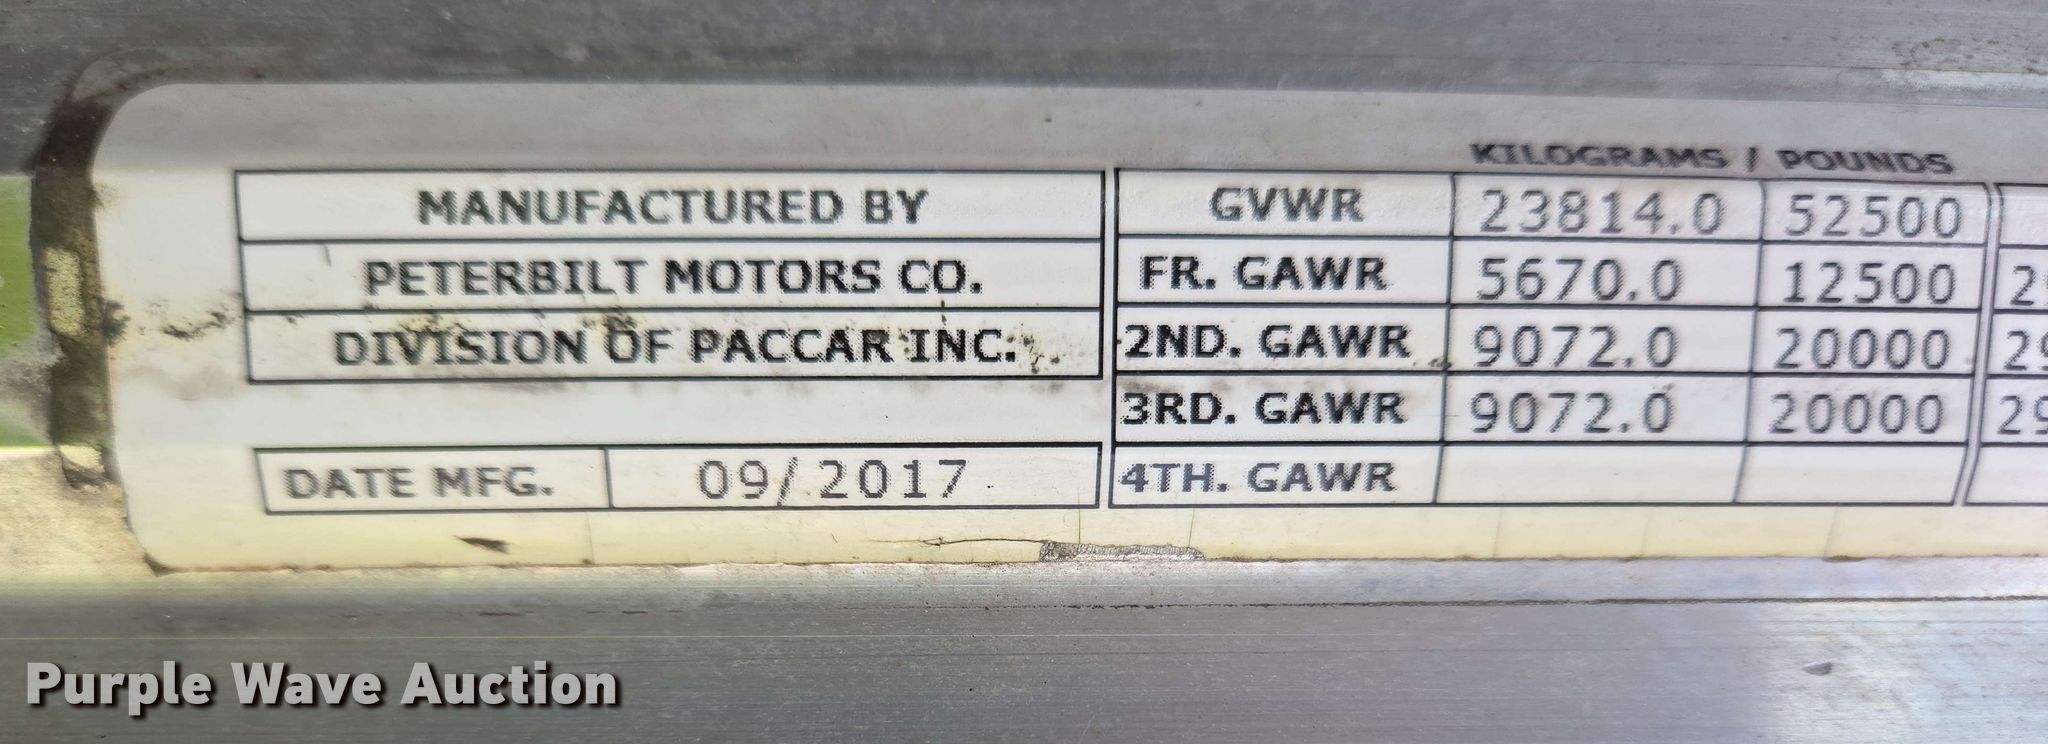 KILOGRAMS / POUNDS
MANUFACTURED BY
PETERBILT MOTORS CO.
DIVISION OF PACCAR INC.
DATE MFG. 09/2017
GVWR 23814.0 52500
FR. GAWR 5670.0 12500
2ND. GAWR 9072.0 20000
3RD. GAWR 9072.0 20000
4TH. GAWR
Purple Wave Auction